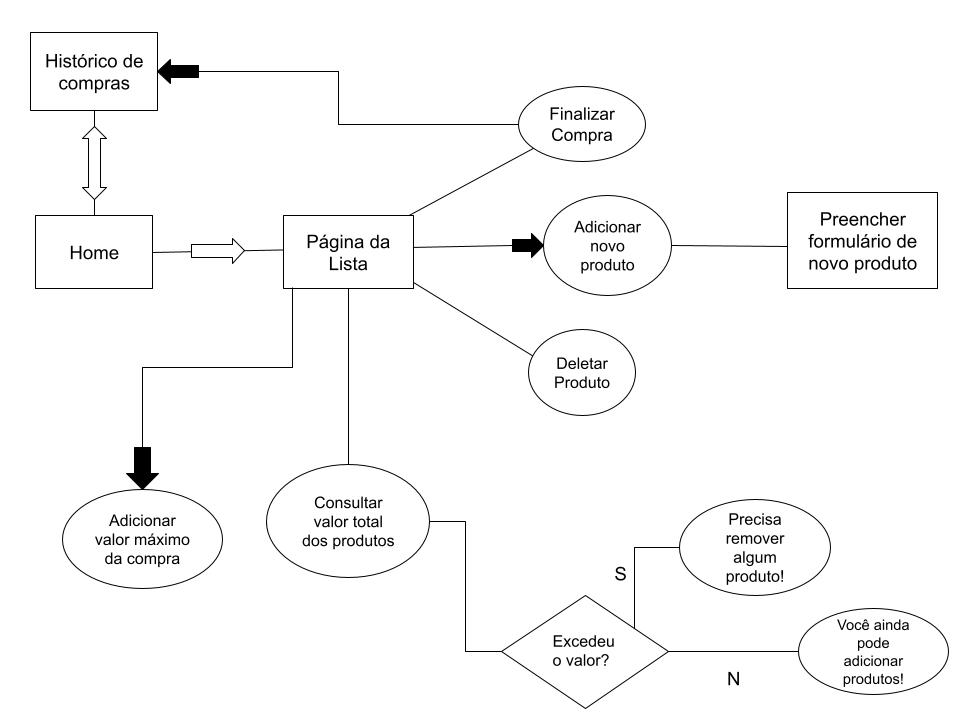 Histórico de
compras
Finalizar
Compra
Home
Página da
Lista
Adicionar
novo
produto
Preencher
formulário de
novo produto
Deletar
Produto
Adicionar
valor máximo
da compra
Consultar
valor total
dos produtos
Precisa
remover
algum
produto!
S
Excedeu
o valor?
N
Você ainda
pode
adicionar
produtos!